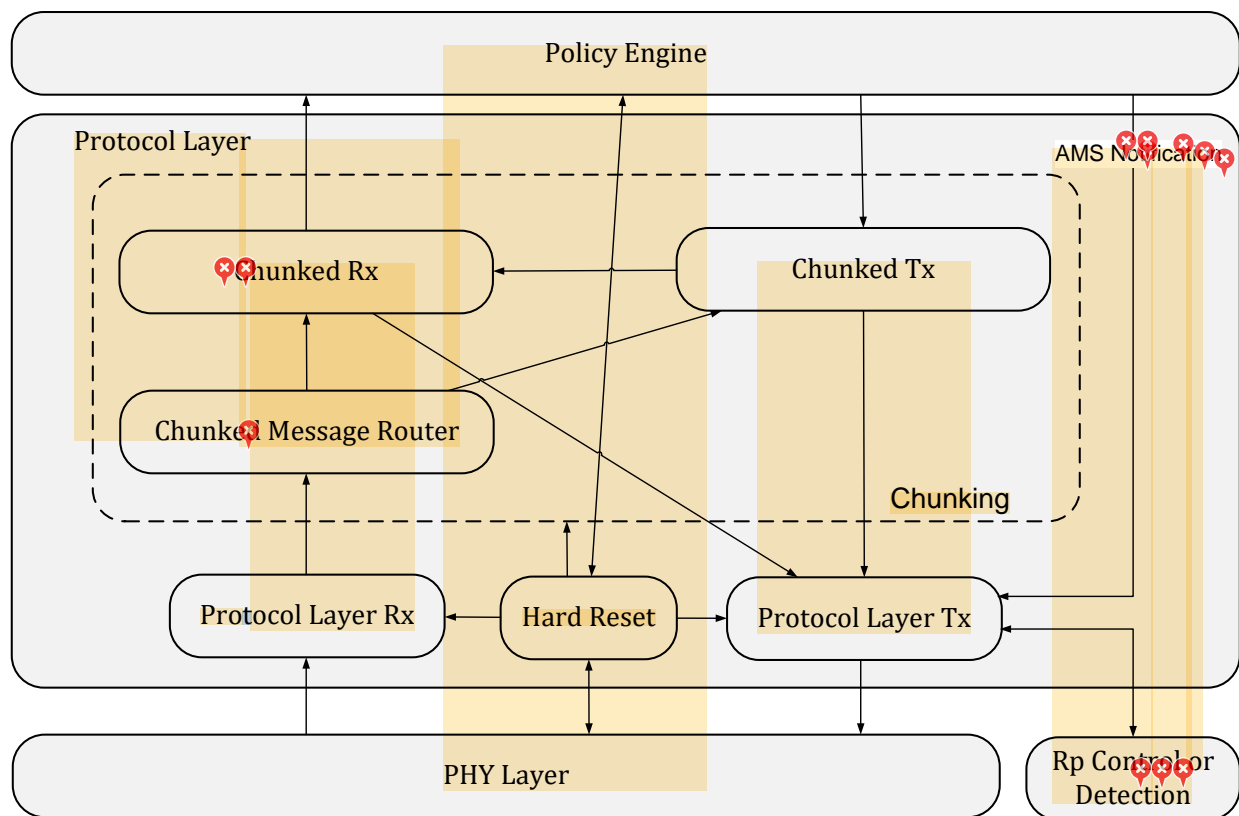 Policy Engine
Protocol Layer
AMS Notification
Chunked Rx
Chunked Tx
Chunked Message Router
Chunking
Protocol Layer Rx
Hard Reset
Protocol Layer Tx
PHY Layer
Rp Control or
Detection